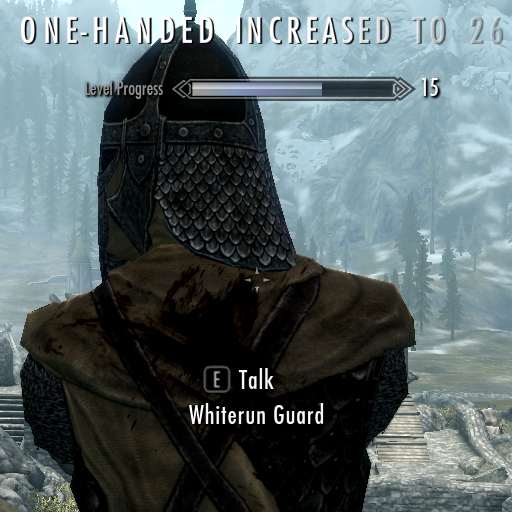 ONE-HANDED INCREASED TO 26
Level Progress 15
E Talk
Whiterun Guard